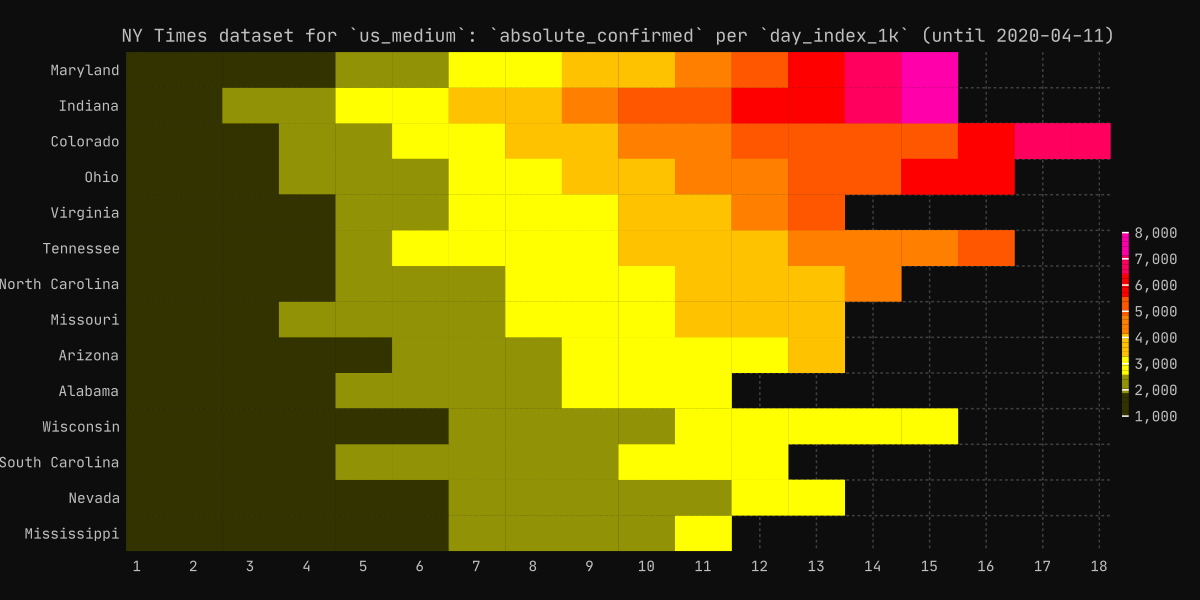 NY Times dataset for `us_medium`: `absolute_confirmed` per `day_index_1k` (until 2020-04-11)
Maryland
Indiana
Colorado
Ohio
Virginia
Tennessee
North Carolina
Missouri
Arizona
Alabama
Wisconsin
South Carolina
Nevada
Mississippi
1 2 3 4 5 6 7 8 9 10 11 12 13 14 15 16 17 18
8,000
7,000
6,000
5,000
4,000
3,000
2,000
1,000